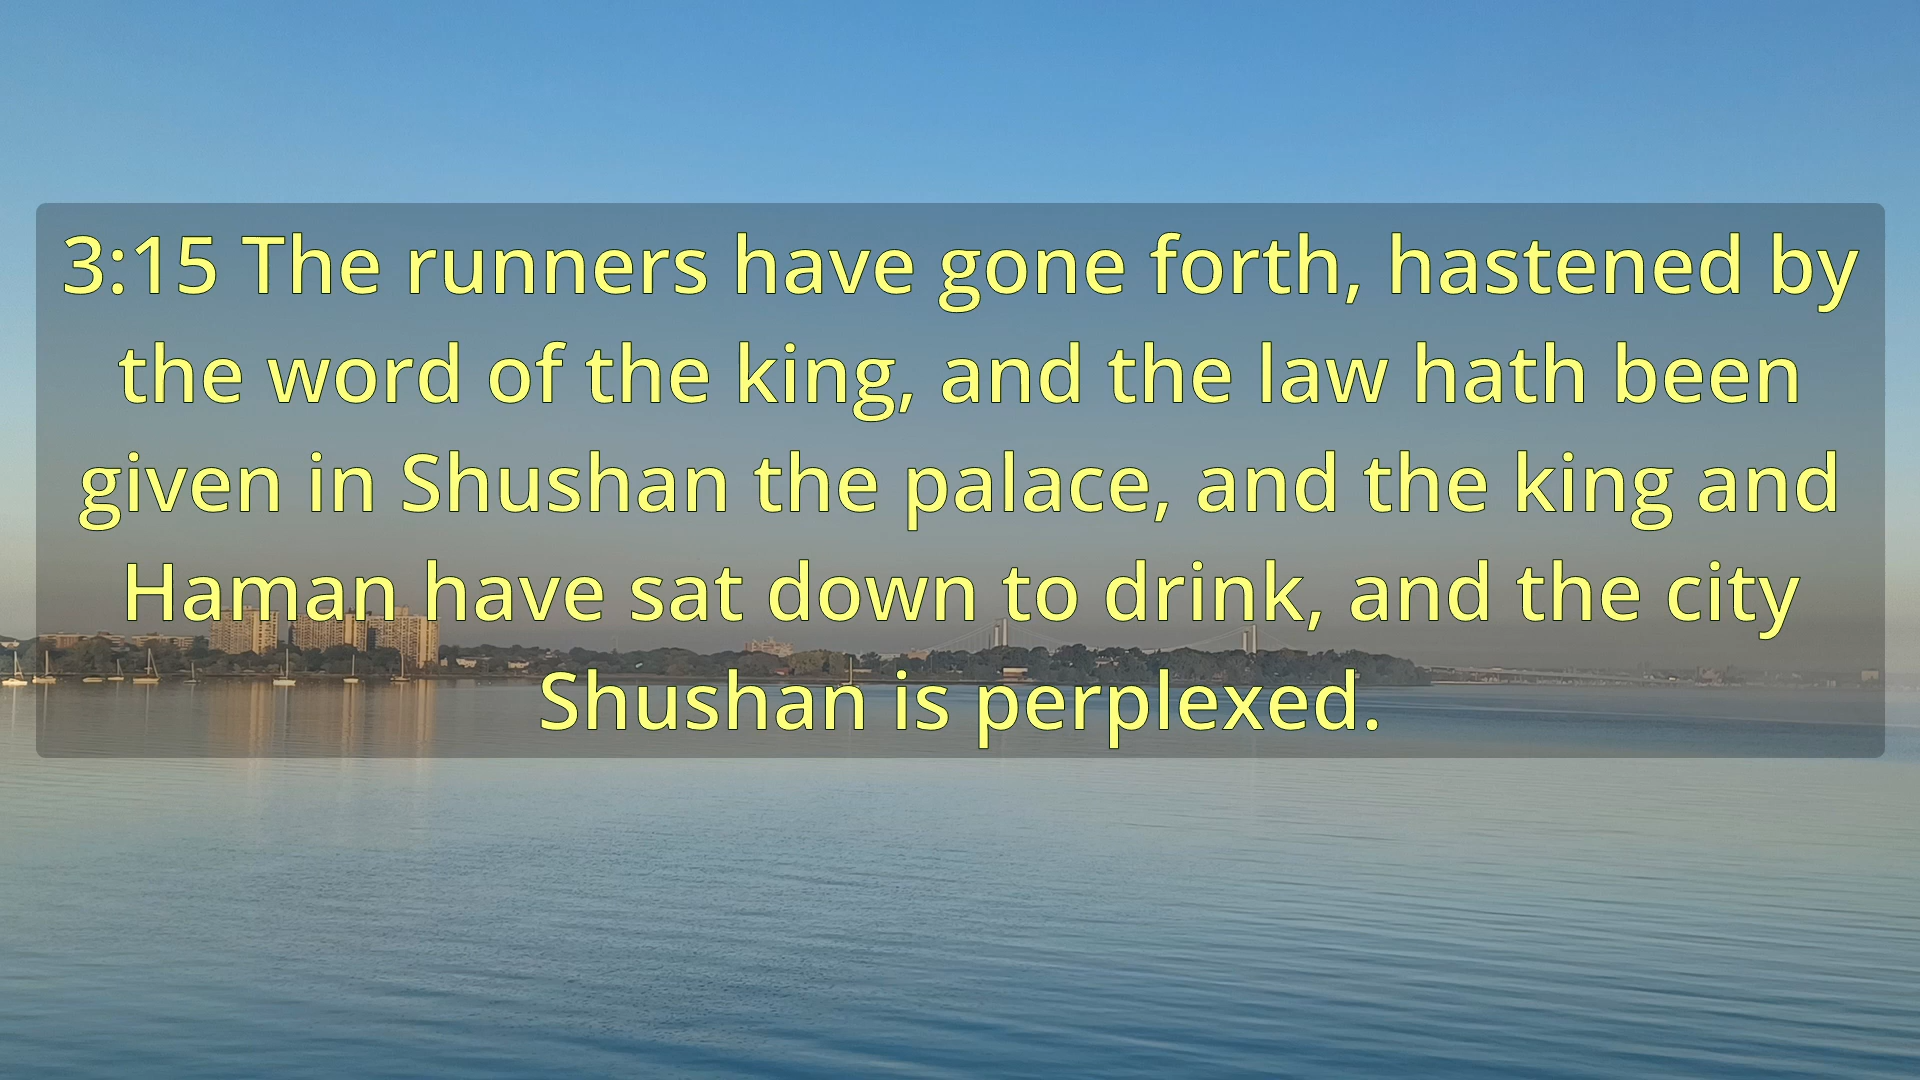 3:15 The runners have gone forth, hastened by
the word of the king, and the law hath been
given in Shushan the palace, and the king and
Haman have sat down to drink, and the city
Shushan is perplexed.